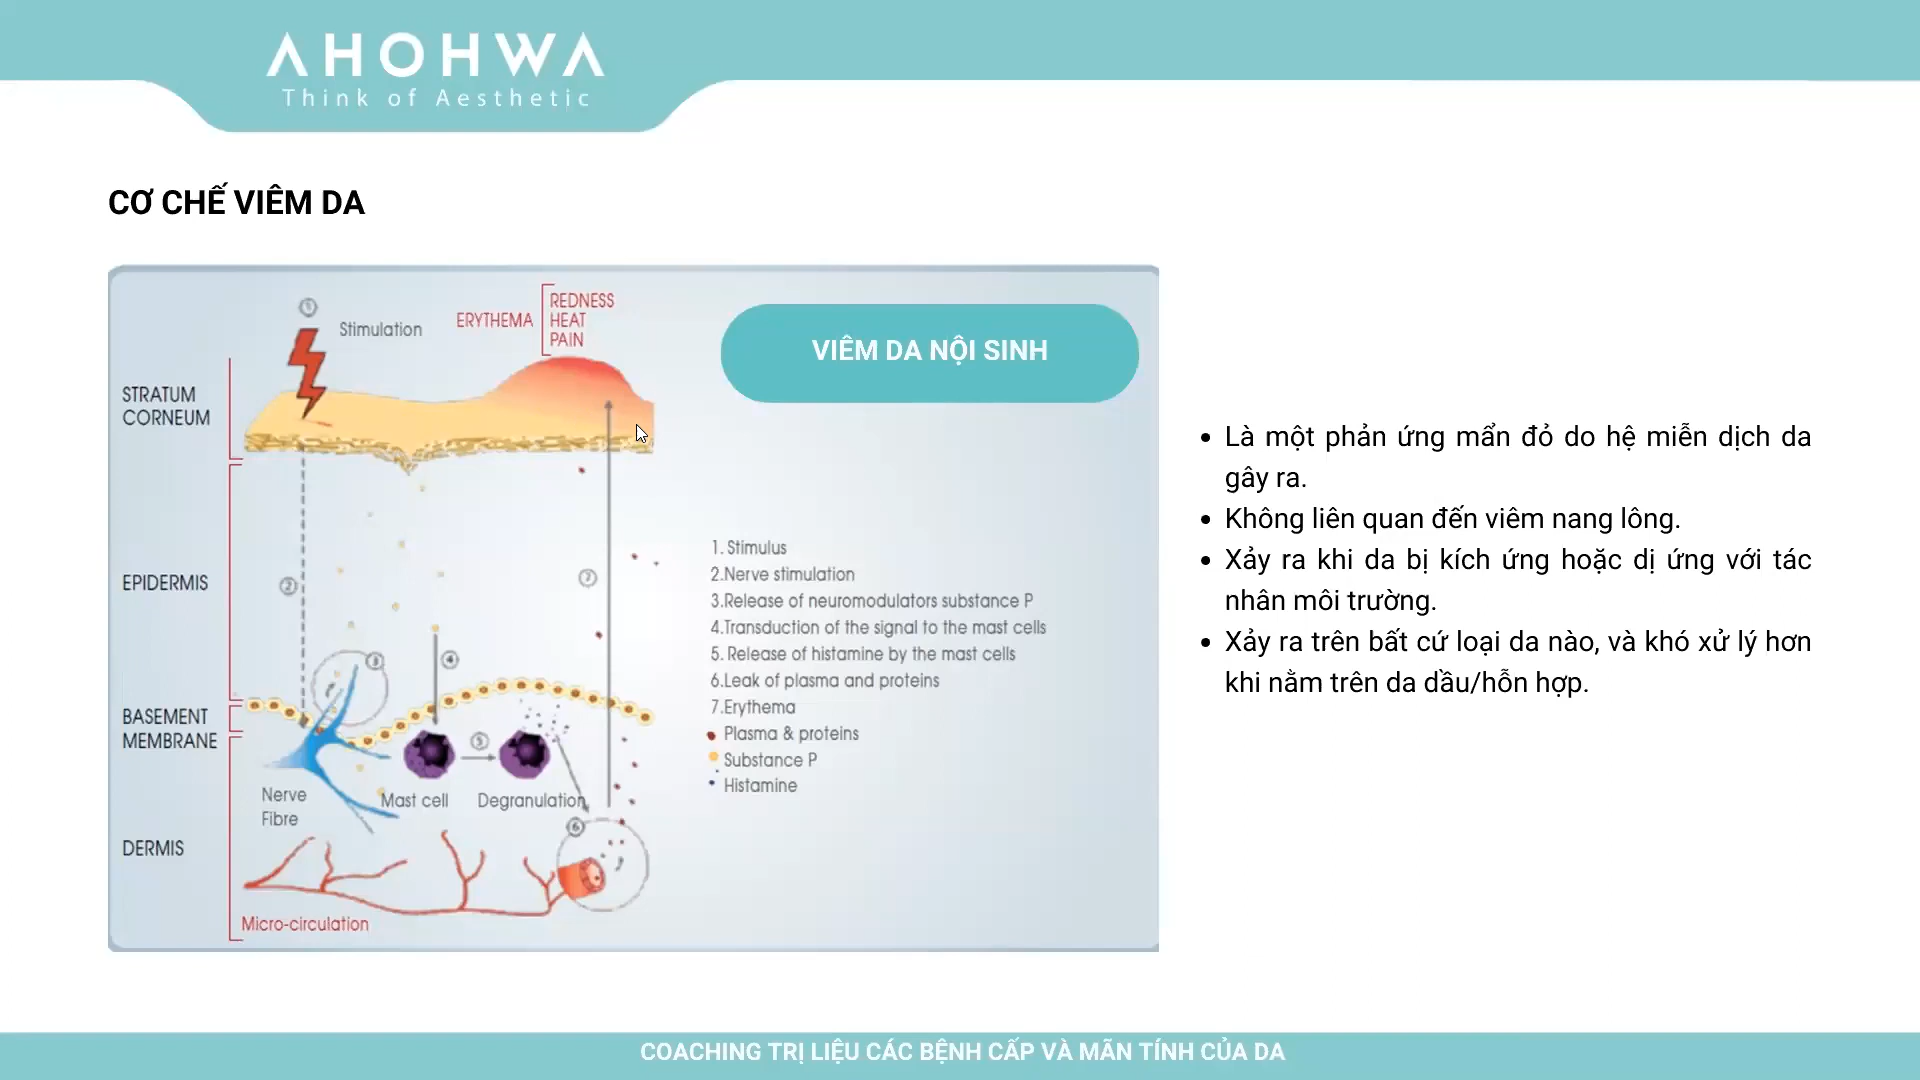 AHOHWA
Think of Aesthetic
CƠ CHẾ VIÊM DA
1
Stimulation
ERYTHEMA
REDNESS
HEAT
PAIN
VIÊM DA NỘI SINH
STRATUM
CORNEUM
EPIDERMIS
2
7
3
4
BASEMENT
MEMBRANE
5
Nerve
Fibre
Mast cell
Degranulation
6
DERMIS
Micro-circulation
1. Stimulus
2.Nerve stimulation
3.Release of neuromodulators substance P
4.Transduction of the signal to the mast cells
5. Release of histamine by the mast cells
6.Leak of plasma and proteins
7.Erythema
Plasma & proteins
Substance P
Histamine
• Là một phản ứng mẩn đỏ do hệ miễn dịch da
gây ra.
• Không liên quan đến viêm nang lông.
• Xảy ra khi da bị kích ứng hoặc dị ứng với tác
nhân môi trường.
• Xảy ra trên bất cứ loại da nào, và khó xử lý hơn
khi nằm trên da dầu/hỗn hợp.
COACHING TRỊ LIỆU CÁC BỆNH CẤP VÀ MÃN TÍNH CỦA DA